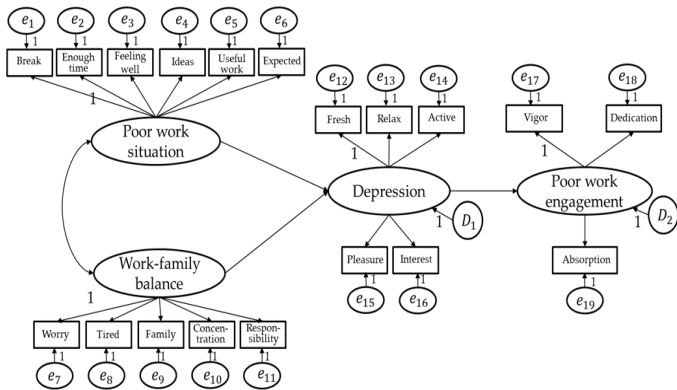 e1 e2 e3 e4 e5 e6
1 1 1 1 1 1
Break Enough time Feeling well Ideas Useful work Expected
1
Poor work
situation
e12 e13 e14
1 1 1
Fresh Relax Active
1
e17 e18
1 1
Vigor Dedication
1
Depression
1 D1
Poor work
engagement
1 D2
Pleasure Interest
1 1
e15 e16
Absorption
1
e19
Work-family
balance
1
Worry Tired Family Concen-tration Respon-sibility
1 1 1 1 1
e7 e8 e9 e10 e11